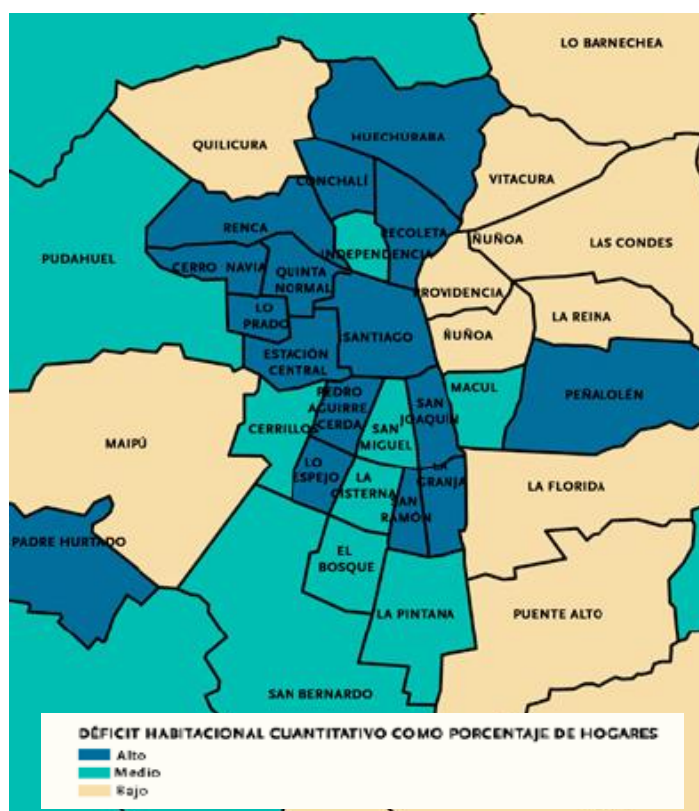 LO BARNECHEA
HUECHURABA
QUILICURA
CONCHALÍ
VITACURA
RENCA
RECOLETA
ÑUÑOA
LAS CONDES
INDEPENDENCIA
PUDAHUEL
CERRO NAVIA
QUINTA
NORMAL
PROVIDENCIA
LO
PRADO
LA REINA
SANTIAGO
ÑUÑOA
ESTACIÓN
CENTRAL
MACUL
PEÑALOLÉN
PEDRO
AGUIRRE
CERDA
SAN
JOAQUÍN
CERRILLOS
SAN
MIGUEL
MAIPÚ
LO
ESPEJO
LA
GRANJA
LA
CISTERNA
LA FLORIDA
SAN
RAMÓN
PADRE HURTADO
EL
BOSQUE
LA PINTANA
PUENTE ALTO
SAN BERNARDO
DÉFICIT HABITACIONAL CUANTITATIVO COMO PORCENTAJE DE HOGARES
Alto
Medio
Bajo